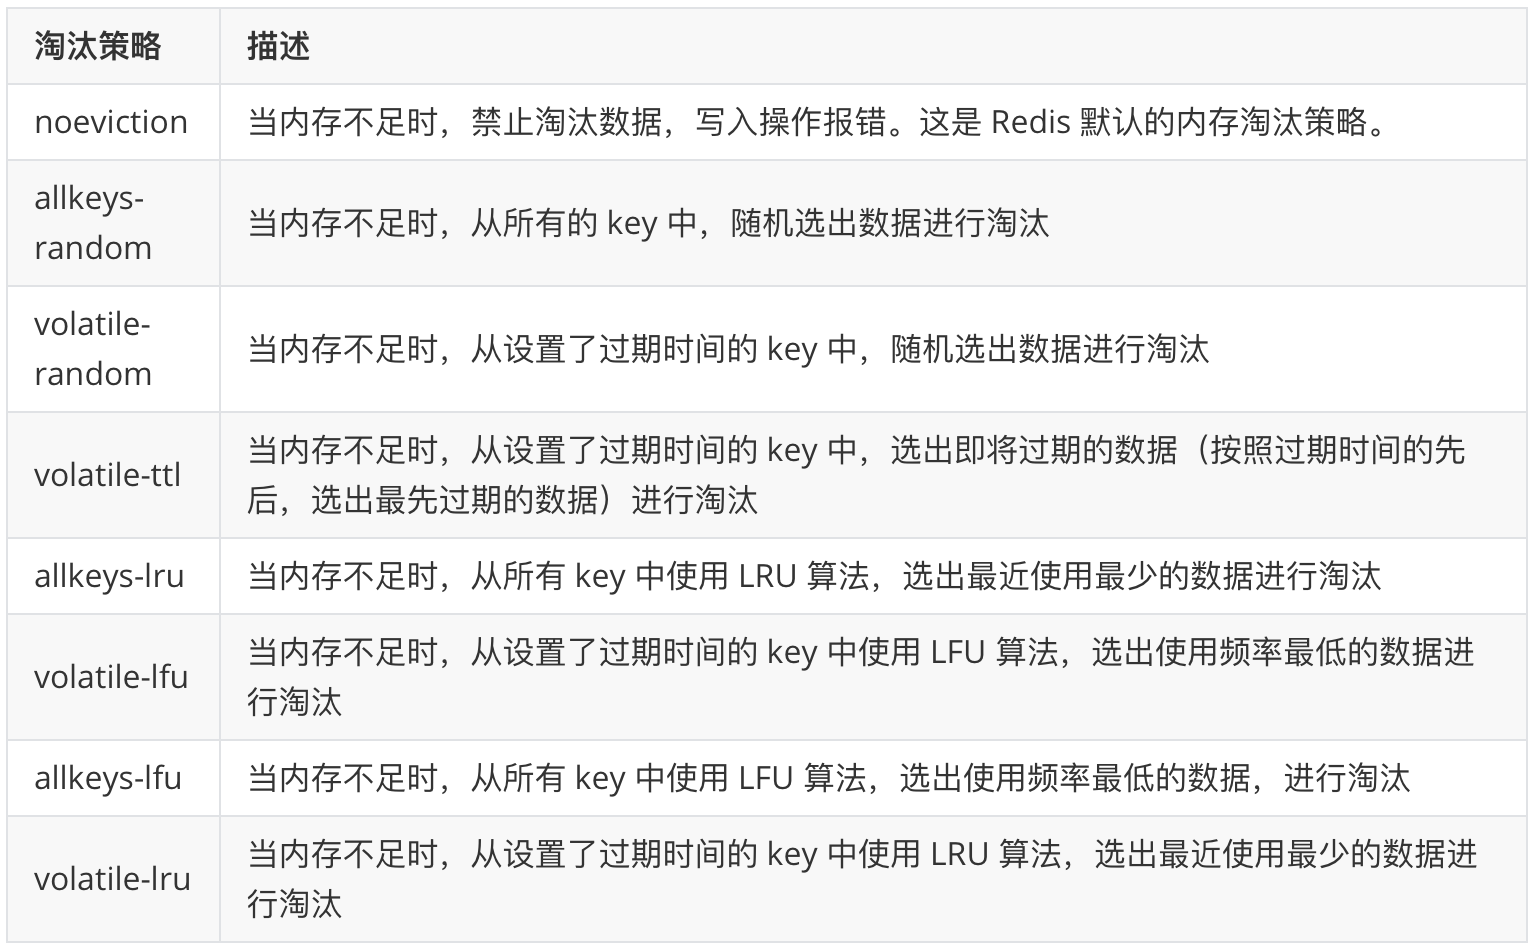 淘汰策略 描述
noeviction 当内存不足时，禁止淘汰数据，写入操作报错。这是 Redis 默认的内存淘汰策略。
allkeys-
random
当内存不足时，从所有的 key 中，随机选出数据进行淘汰
volatile-
random
当内存不足时，从设置了过期时间的 key 中，随机选出数据进行淘汰
volatile-ttl
当内存不足时，从设置了过期时间的 key 中，选出即将过期的数据（按照过期时间的先
后，选出最先过期的数据）进行淘汰
allkeys-lru 当内存不足时，从所有 key 中使用 LRU 算法，选出最近使用最少的数据进行淘汰
volatile-lfu
当内存不足时，从设置了过期时间的 key 中使用 LFU 算法，选出使用频率最低的数据进
行淘汰
allkeys-lfu 当内存不足时，从所有 key 中使用 LFU 算法，选出使用频率最低的数据，进行淘汰
volatile-lru
当内存不足时，从设置了过期时间的 key 中使用 LRU 算法，选出最近使用最少的数据进
行淘汰